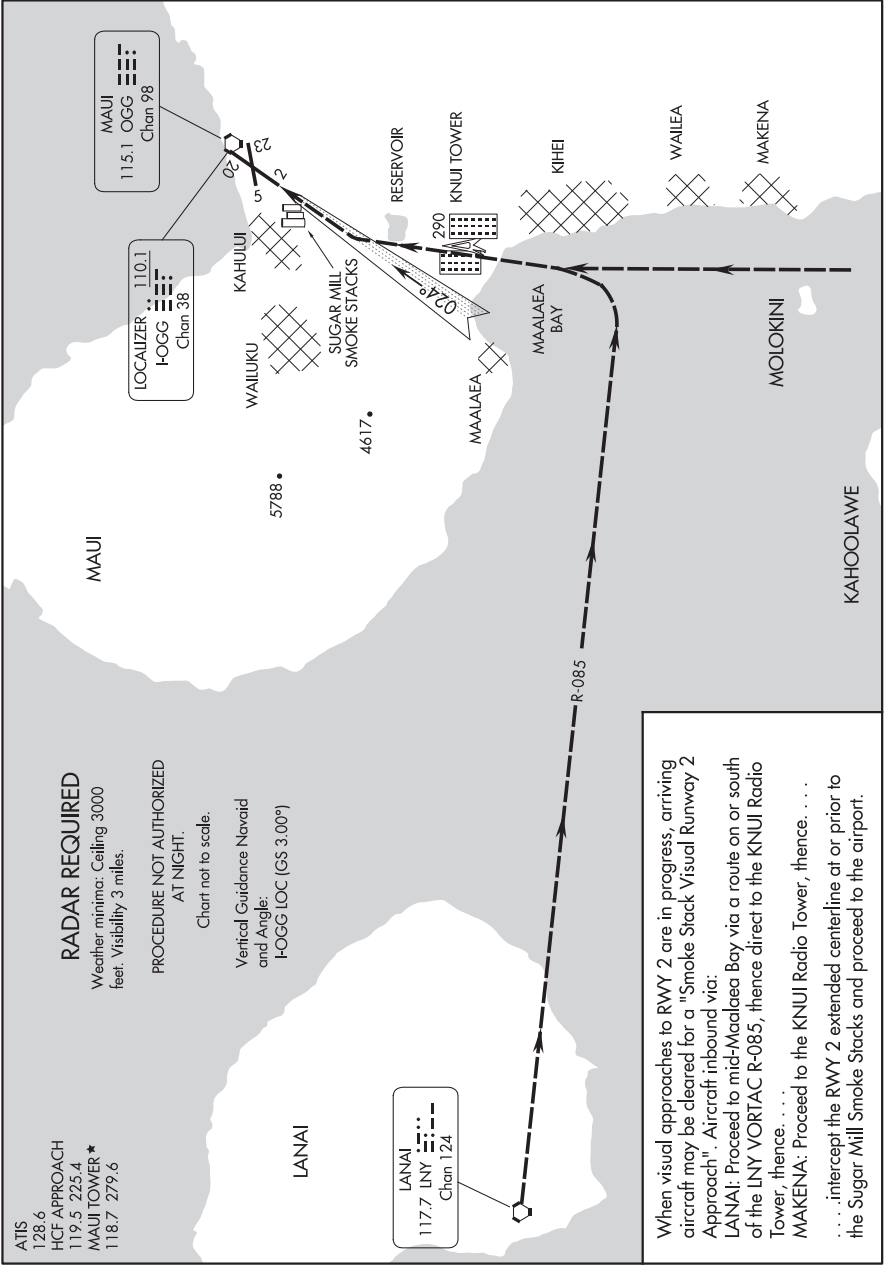 ATIS
128.6
HCF APPROACH
119.5 225.4
MAUI TOWER ★
118.7 279.6
RADAR REQUIRED
Weather minima: Ceiling 3000
feet. Visibility 3 miles.
PROCEDURE NOT AUTHORIZED
AT NIGHT.
Chart not to scale.
Vertical Guidance Navaid
and Angle:
I-OGG LOC (GS 3.00°)
MAUI
LOCALIZER 110.1
I-OGG
Chan 38
MAUI
115.1 OGG
Chan 98
20
23
5
2
KAHULUI
WAILUKU
SUGAR MILL
SMOKE STACKS
5788
4617
024°
RESERVOIR
KNUI TOWER
290
MAALAEA
MAALAEA
BAY
KIHEI
WAILEA
MAKENA
MOLOKINI
KAHOOLAWE
R-085
LANAI
LANAI
117.7 LNY
Chan 124
When visual approaches to RWY 2 are in progress, arriving
aircraft may be cleared for a "Smoke Stack Visual Runway 2
Approach". Aircraft inbound via:
LANAI: Proceed to mid-Maalaea Bay via a route on or south
of the LNY VORTAC R-085, thence direct to the KNUI Radio
Tower, thence. . . .
MAKENA: Proceed to the KNUI Radio Tower, thence. . . .
. . . .intercept the RWY 2 extended centerline at or prior to
the Sugar Mill Smoke Stacks and proceed to the airport.